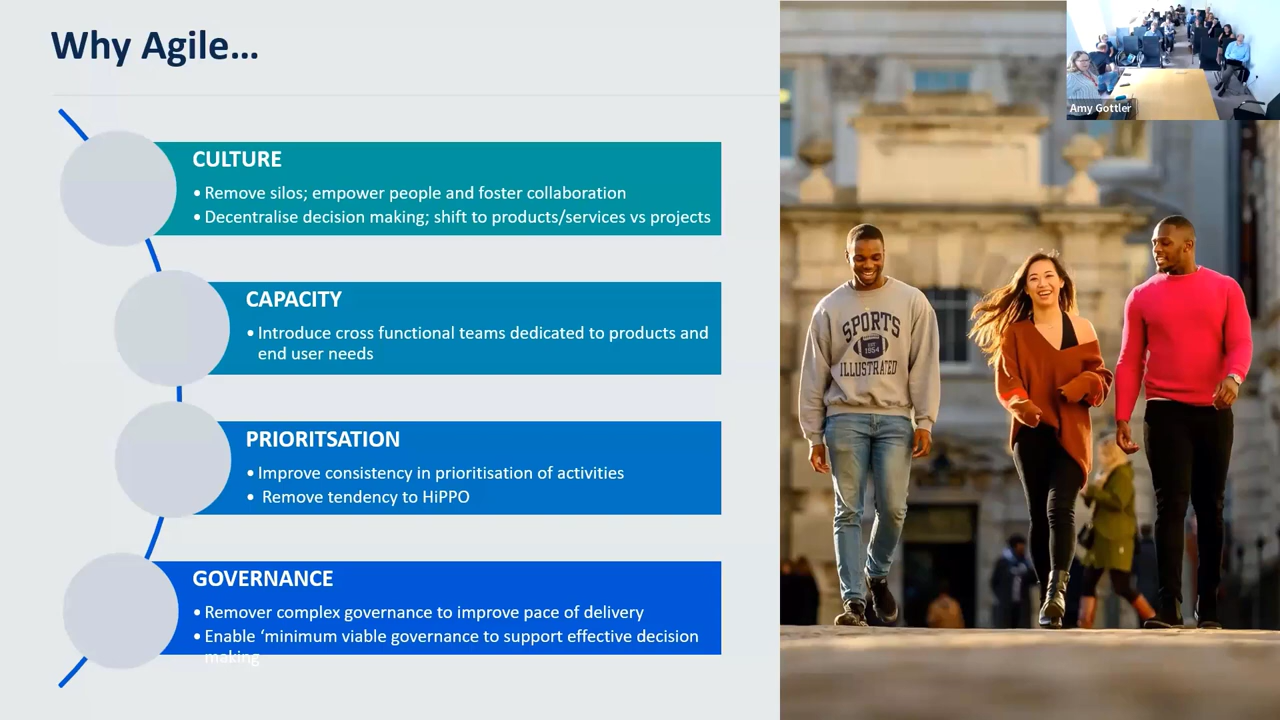 Why Agile...
Amy Gottler
CULTURE
• Remove silos; empower people and foster collaboration
• Decentralise decision making; shift to products/services vs projects
CAPACITY
• Introduce cross functional teams dedicated to products and
end user needs
PRIORITSATION
• Improve consistency in prioritisation of activities
• Remove tendency to HiPPO
GOVERNANCE
• Remover complex governance to improve pace of delivery
• Enable ‘minimum viable governance to support effective decision
making
SPORTS
EST
1954
ILLUSTRATED